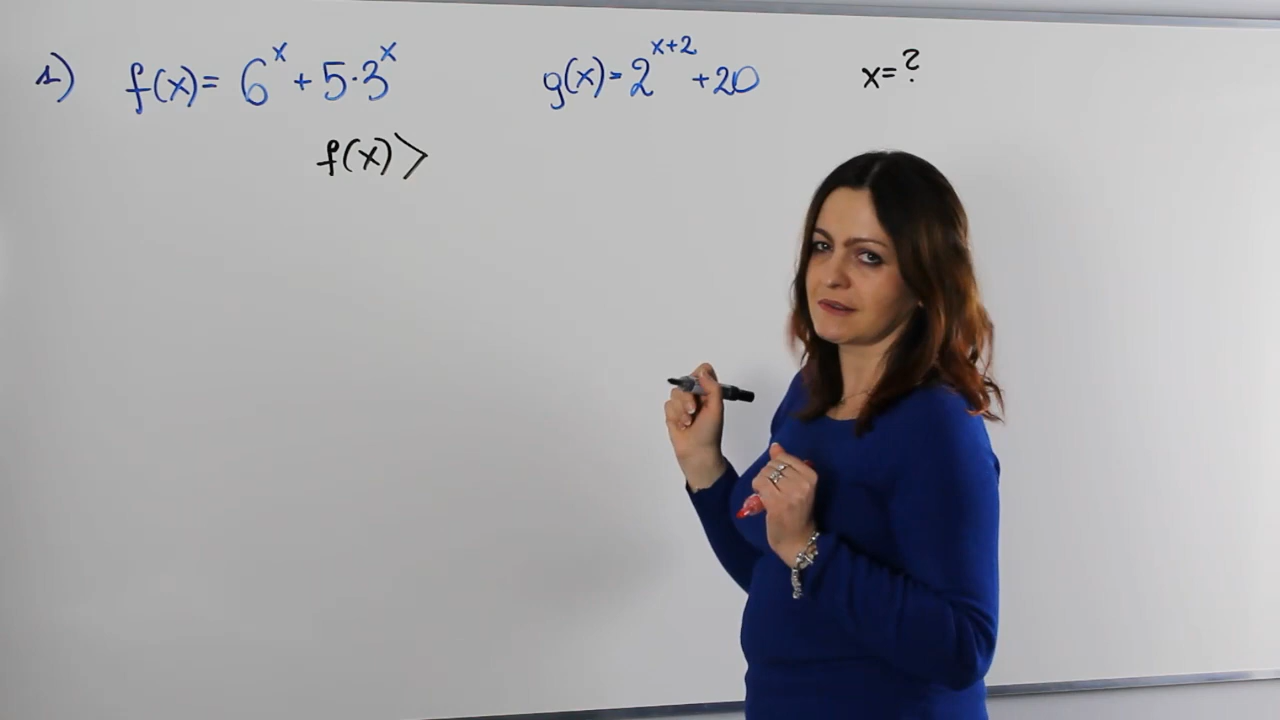 1) f(x) = 6^x + 5·3^x g(x) = 2^{x+2} + 20 x = ?
f(x) >